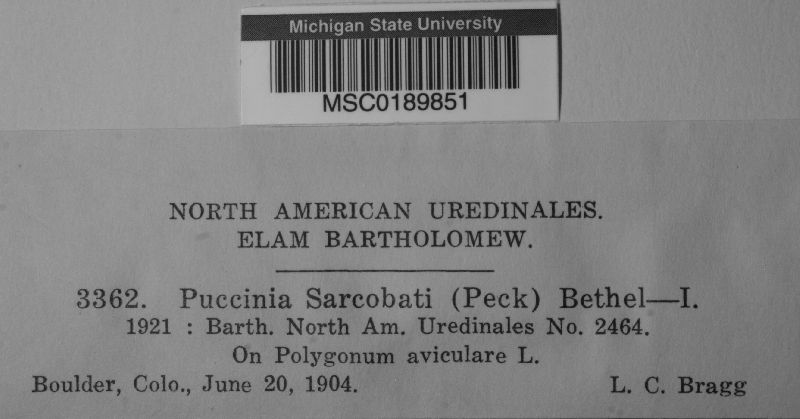 Michigan State University
MSC0189851
NORTH AMERICAN UREDINALES.
ELAM BARTHOLOMEW.
3362. Puccinia Sarcobati (Peck) Bethel—I.
1921 : Barth. North Am. Uredinales No. 2464.
On Polygonum aviculare L.
Boulder, Colo., June 20, 1904. L. C. Bragg